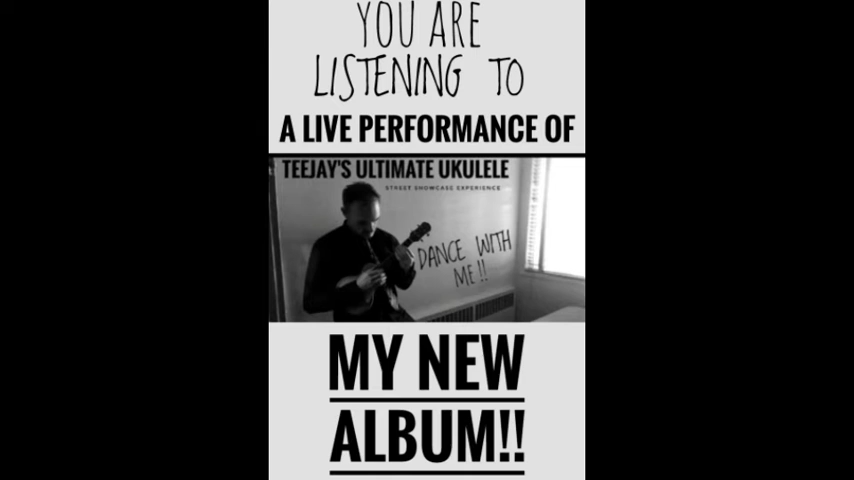 YOU ARE
LISTENING TO
A LIVE PERFORMANCE OF
TEEJAY'S ULTIMATE UKULELE
STREET SHOWCASE EXPERIENCE
DANCE WITH
ME!!
MY NEW
ALBUM!!